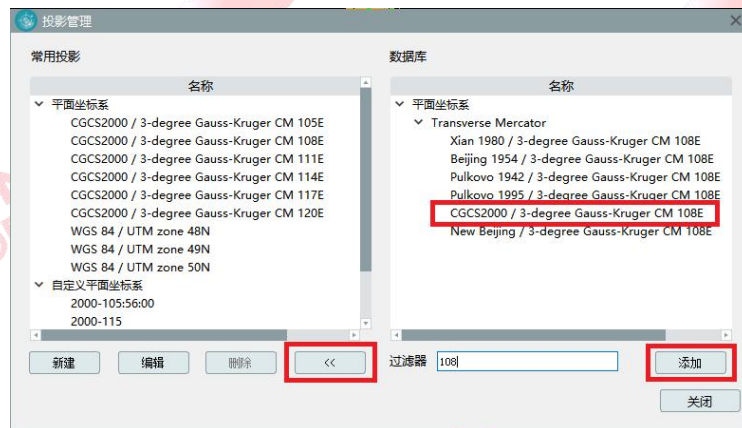 投影管理
常用投影
名称
平面坐标系
CGCS2000 / 3-degree Gauss-Kruger CM 105E
CGCS2000 / 3-degree Gauss-Kruger CM 108E
CGCS2000 / 3-degree Gauss-Kruger CM 111E
CGCS2000 / 3-degree Gauss-Kruger CM 114E
CGCS2000 / 3-degree Gauss-Kruger CM 117E
CGCS2000 / 3-degree Gauss-Kruger CM 120E
WGS 84 / UTM zone 48N
WGS 84 / UTM zone 49N
WGS 84 / UTM zone 50N
自定义平面坐标系
2000-105:56:00
2000-115
新建 编辑 删除 <<
数据库
名称
平面坐标系
Transverse Mercator
Xian 1980 / 3-degree Gauss-Kruger CM 108E
Beijing 1954 / 3-degree Gauss-Kruger CM 108E
Pulkovo 1942 / 3-degree Gauss-Kruger CM 108E
Pulkovo 1995 / 3-degree Gauss-Kruger CM 108E
CGCS2000 / 3-degree Gauss-Kruger CM 108E
New Beijing / 3-degree Gauss-Kruger CM 108E
过滤器 108 添加
关闭